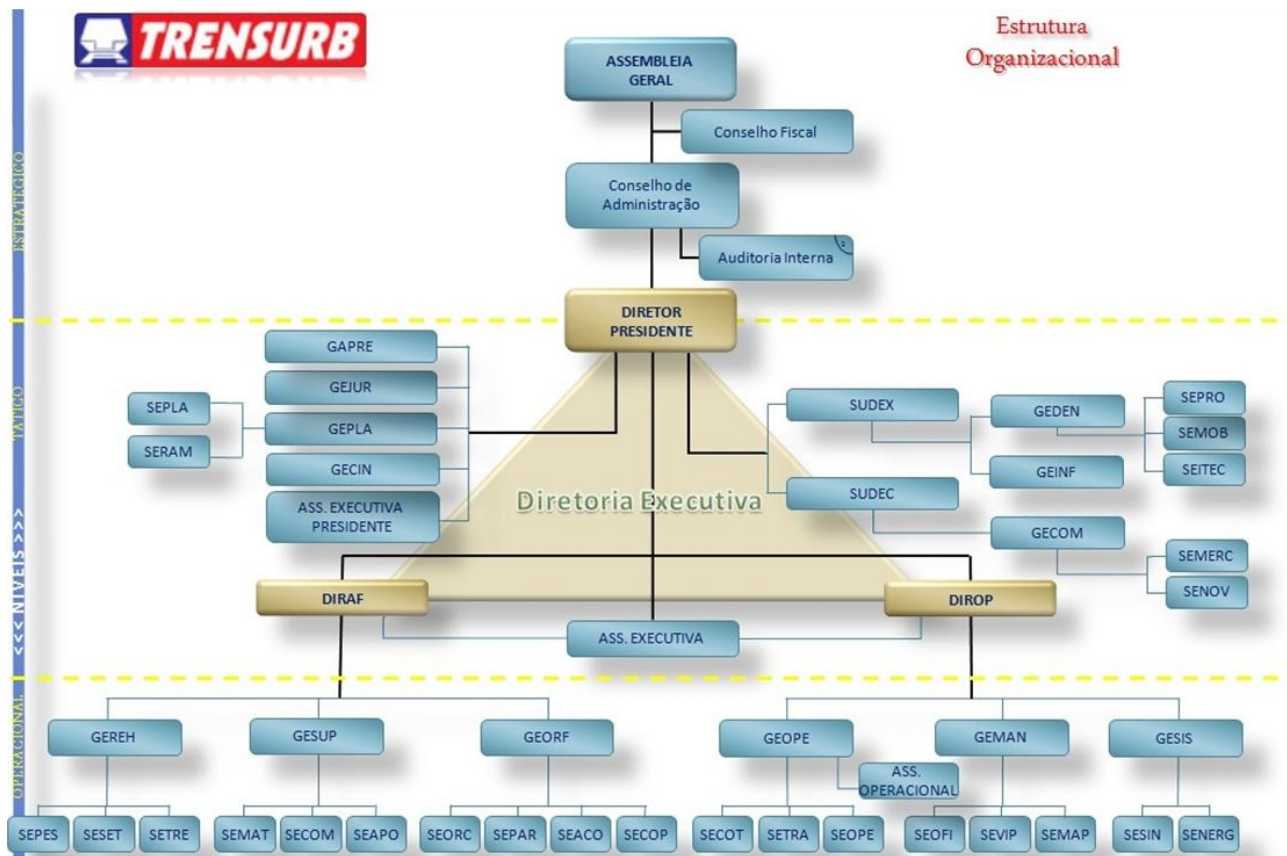 TRENSURB
Estrutura
Organizacional
ASSEMBLEIA
GERAL
Conselho Fiscal
Conselho de
Administração
Auditoria Interna
1
ESTRATÉGICO
DIRETOR
PRESIDENTE
GAPRE
GEJUR
GEPLA
GECIN
ASS. EXECUTIVA
PRESIDENTE
SEPLA
SERAM
SUDEX
SUDEC
GEDEN
GEINF
GECOM
SEPRO
SEMOB
SEITEC
SEMERC
SENOV
TÁTICO
<<< NÍVEIS >>>
Diretoria Executiva
DIRAF
DIROP
ASS. EXECUTIVA
OPERACIONAL
GEREH
GESUP
GEORF
GEOPE
GEMAN
GESIS
ASS.
OPERACIONAL
SEPES
SESET
SETRE
SEMAT
SECOM
SEAPO
SEORC
SEPAR
SEACO
SECOP
SECOT
SETRA
SEOPE
SEOFI
SEVIP
SEMAP
SESIN
SENERG